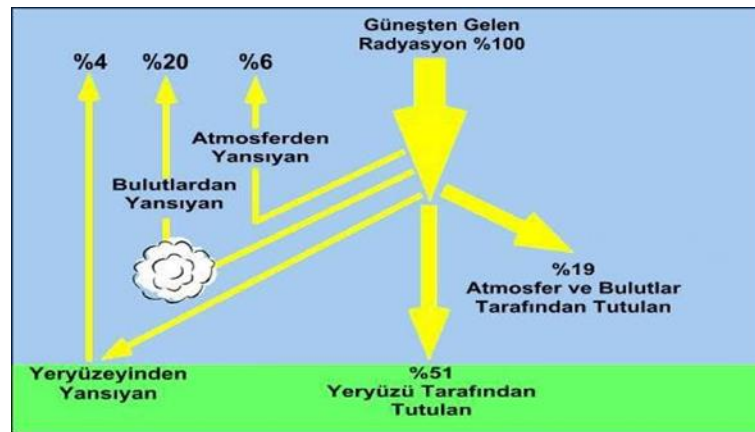 Güneşten Gelen
Radyasyon %100
%4
%20
%6
Atmosferden
Yansıyan
Bulutlardan
Yansıyan
%19
Atmosfer ve Bulutlar
Tarafından Tutulan
Yeryüzeyinden
Yansıyan
%51
Yeryüzü Tarafından
Tutulan